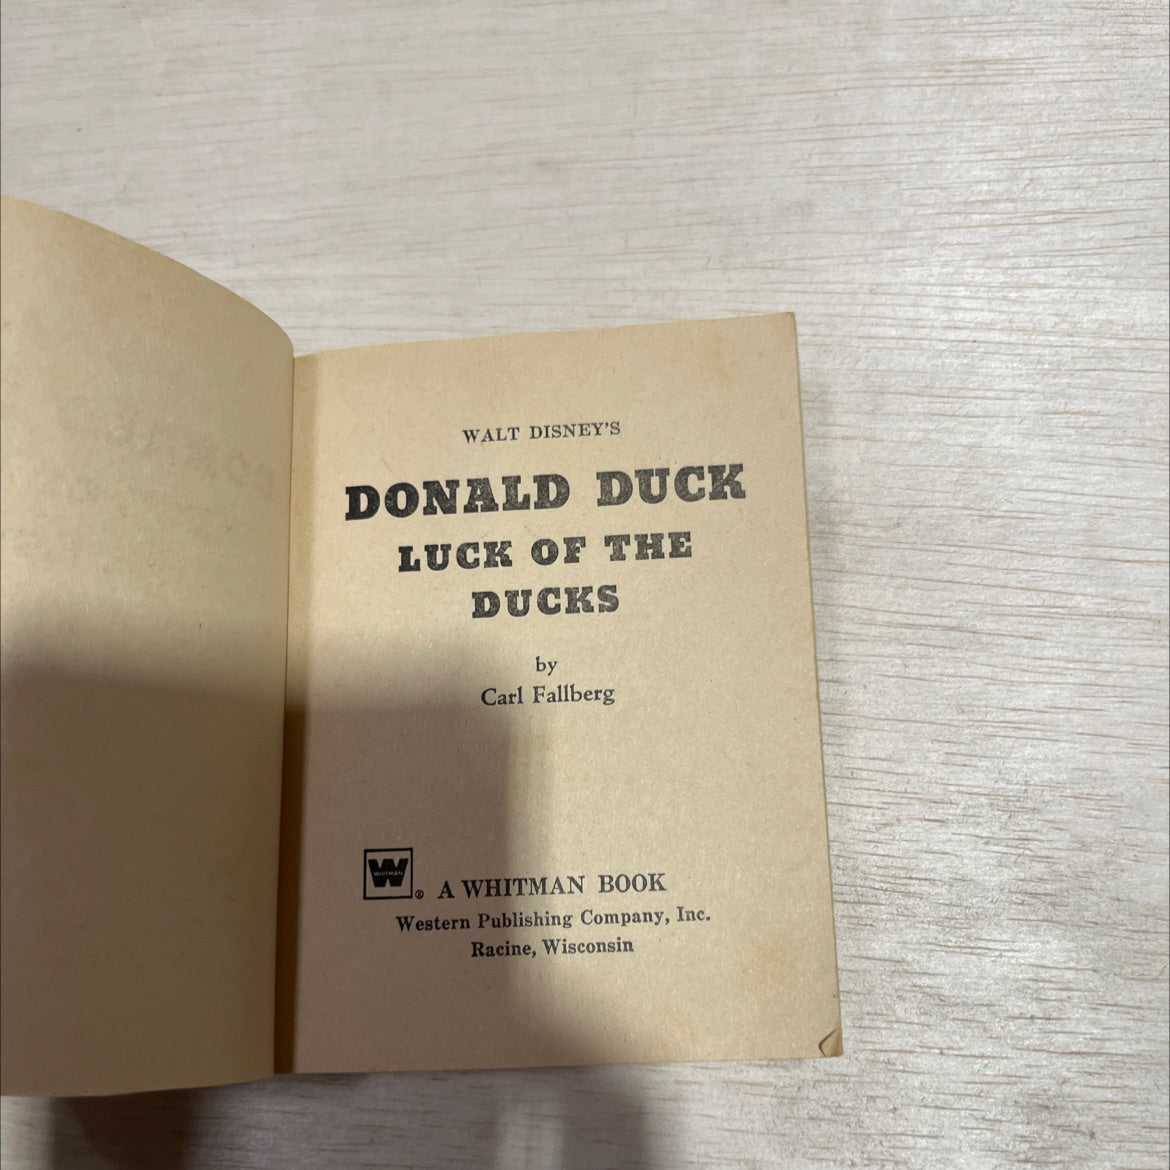 WALT DISNEY'S
DONALD DUCK
LUCK OF THE
DUCKS
by
Carl Fallberg
W
WHITMAN
® A WHITMAN BOOK
Western Publishing Company, Inc.
Racine, Wisconsin